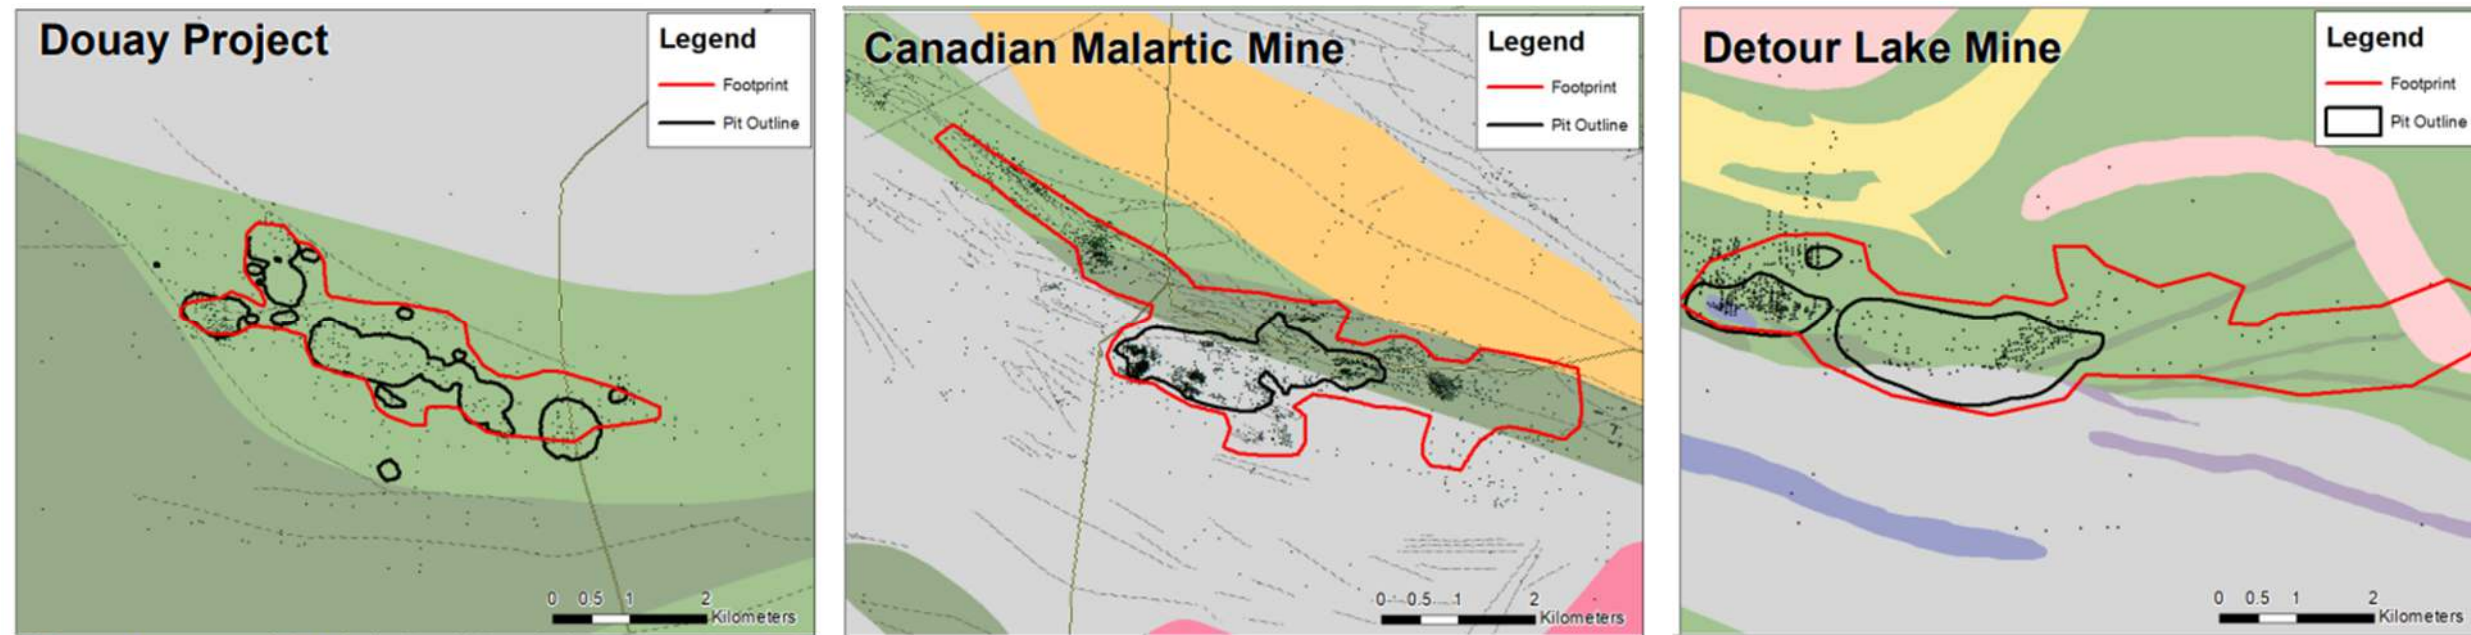 Douay Project
Legend
Footprint
Pit Outline
0 0.5 1 2
Kilometers
Canadian Malartic Mine
Legend
Footprint
Pit Outline
0 0.5 1 2
Kilometers
Detour Lake Mine
Legend
Footprint
Pit Outline
0 0.5 1 2
Kilometers